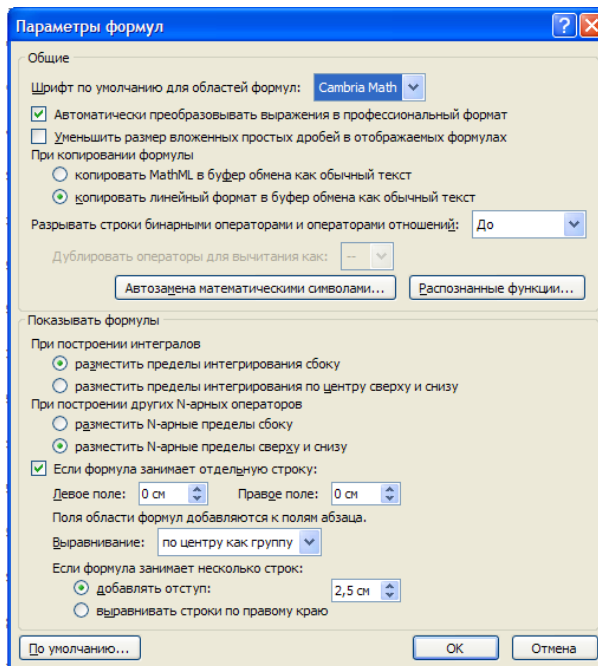 Параметры формул
Общие
Шрифт по умолчанию для областей формул: Cambria Math
Автоматически преобразовывать выражения в профессиональный формат
Уменьшить размер вложенных простых дробей в отображаемых формулах
При копировании формулы
копировать MathML в буфер обмена как обычный текст
копировать линейный формат в буфер обмена как обычный текст
Разрывать строки бинарными операторами и операторами отношений: До
Дублировать операторы для вычитания как: --
Автозамена математическими символами... Распознанные функции...
Показывать формулы
При построении интегралов
разместить пределы интегрирования сбоку
разместить пределы интегрирования по центру сверху и снизу
При построении других N-арных операторов
разместить N-арные пределы сбоку
разместить N-арные пределы сверху и снизу
Если формула занимает отдельную строку:
Левое поле: 0 см Правое поле: 0 см
Поля области формул добавляются к полям абзаца.
Выравнивание: по центру как группу
Если формула занимает несколько строк:
добавлять отступ: 2,5 см
выравнивать строки по правому краю
По умолчанию... ОК Отмена